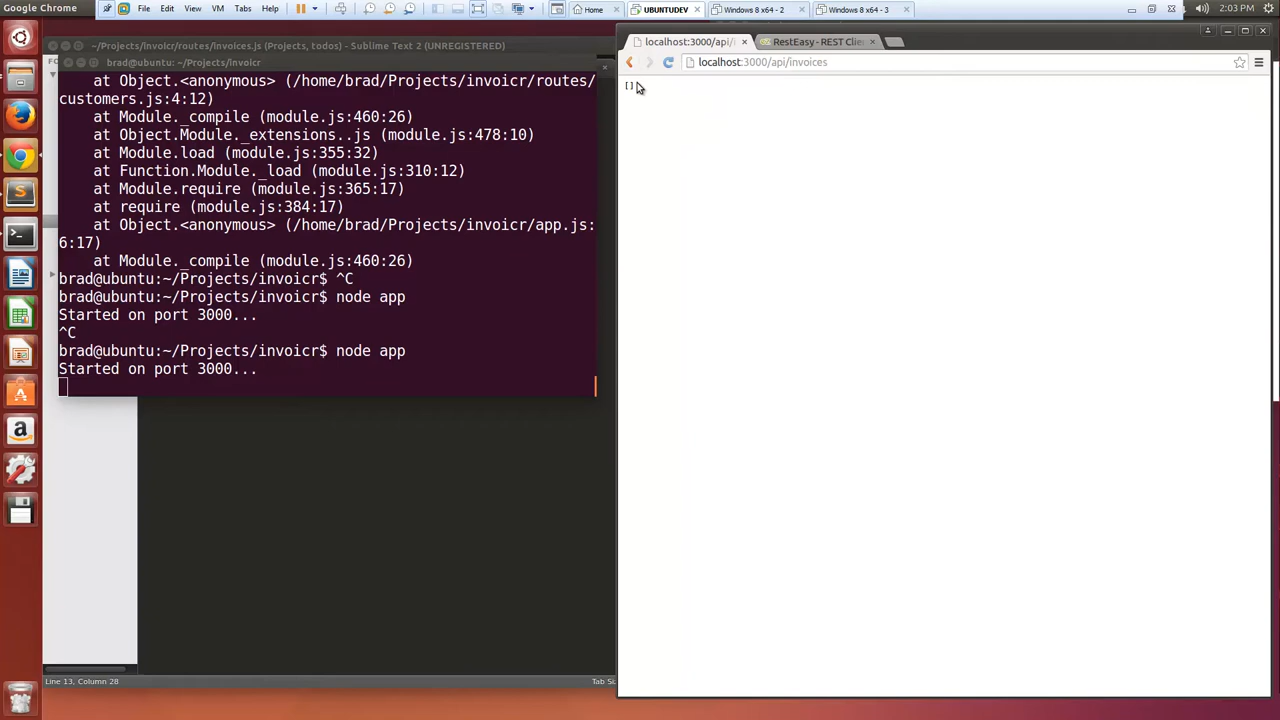 Google Chrome
File Edit View VM Tabs Help
Home
UBUNTUDEV
Windows 8 x64 - 2
Windows 8 x64 - 3
2:03 PM
~/Projects/invoicr/routes/invoices.js (Projects, todos) - Sublime Text 2 (UNREGISTERED)
FO
brad@ubuntu: ~/Projects/invoicr
at Object.<anonymous> (/home/brad/Projects/invoicr/routes/
customers.js:4:12)
at Module._compile (module.js:460:26)
at Object.Module._extensions..js (module.js:478:10)
at Module.load (module.js:355:32)
at Function.Module._load (module.js:310:12)
at Module.require (module.js:365:17)
at require (module.js:384:17)
at Object.<anonymous> (/home/brad/Projects/invoicr/app.js:
6:17)
at Module._compile (module.js:460:26)
brad@ubuntu:~/Projects/invoicr$ ^C
brad@ubuntu:~/Projects/invoicr$ node app
Started on port 3000...
^C
brad@ubuntu:~/Projects/invoicr$ node app
Started on port 3000...
Line 13, Column 28
Tab Si
localhost:3000/api/i
RestEasy - REST Clie
localhost:3000/api/invoices
[]